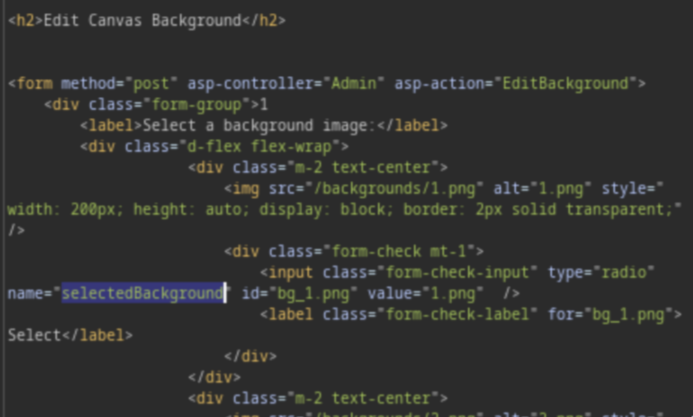 <h2>Edit Canvas Background</h2>
<form method="post" asp-controller="Admin" asp-action="EditBackground">
<div class="form-group">1
<label>Select a background image:</label>
<div class="d-flex flex-wrap">
<div class="m-2 text-center">
<img src="/backgrounds/1.png" alt="1.png" style="
width: 200px; height: auto; display: block; border: 2px solid transparent;"
/>
<div class="form-check mt-1">
<input class="form-check-input" type="radio"
name="selectedBackground" id="bg_1.png" value="1.png"  />
<label class="form-check-label" for="bg_1.png">
Select</label>
</div>
</div>
<div class="m-2 text-center">